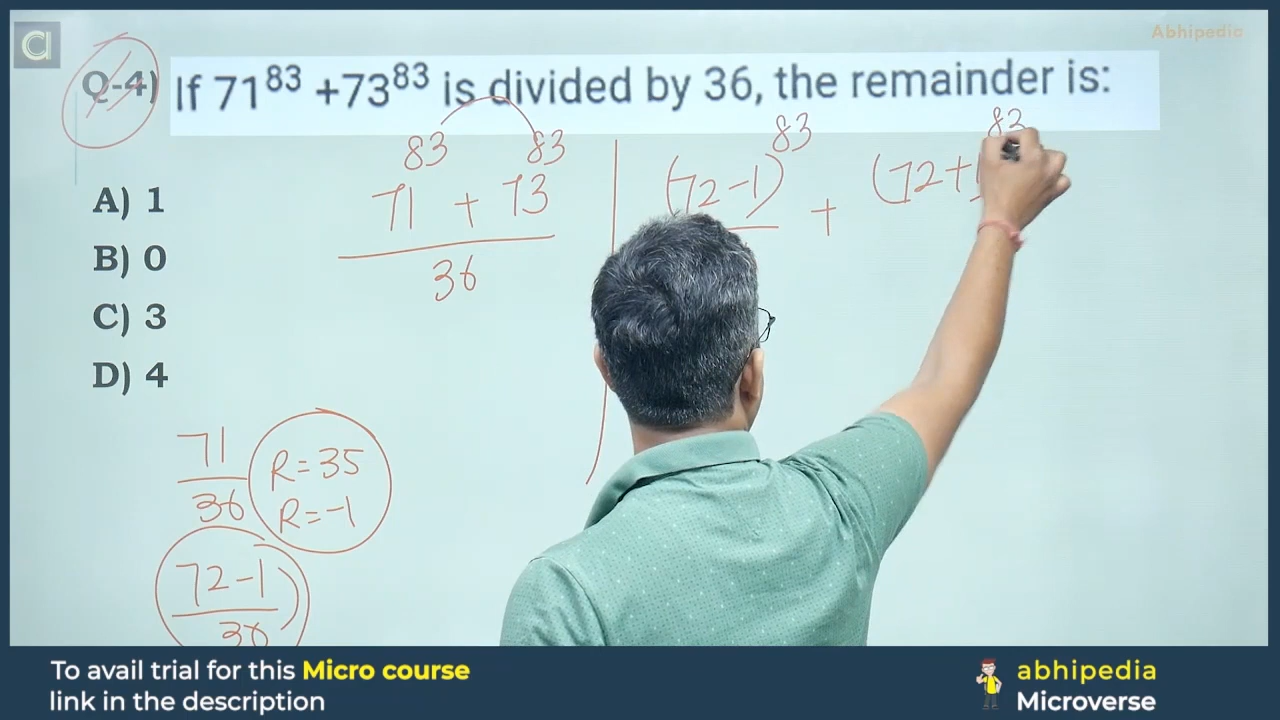 a
Abhipedia
Q-4) If 71^83 +73^83 is divided by 36, the remainder is:
A) 1
B) 0
C) 3
D) 4
71^83 + 73^83
36
(72-1)^83 + (72+1
83
71
36
R=35
R=-1
72-1)
36
To avail trial for this Micro course
link in the description
abhipedia
Microverse